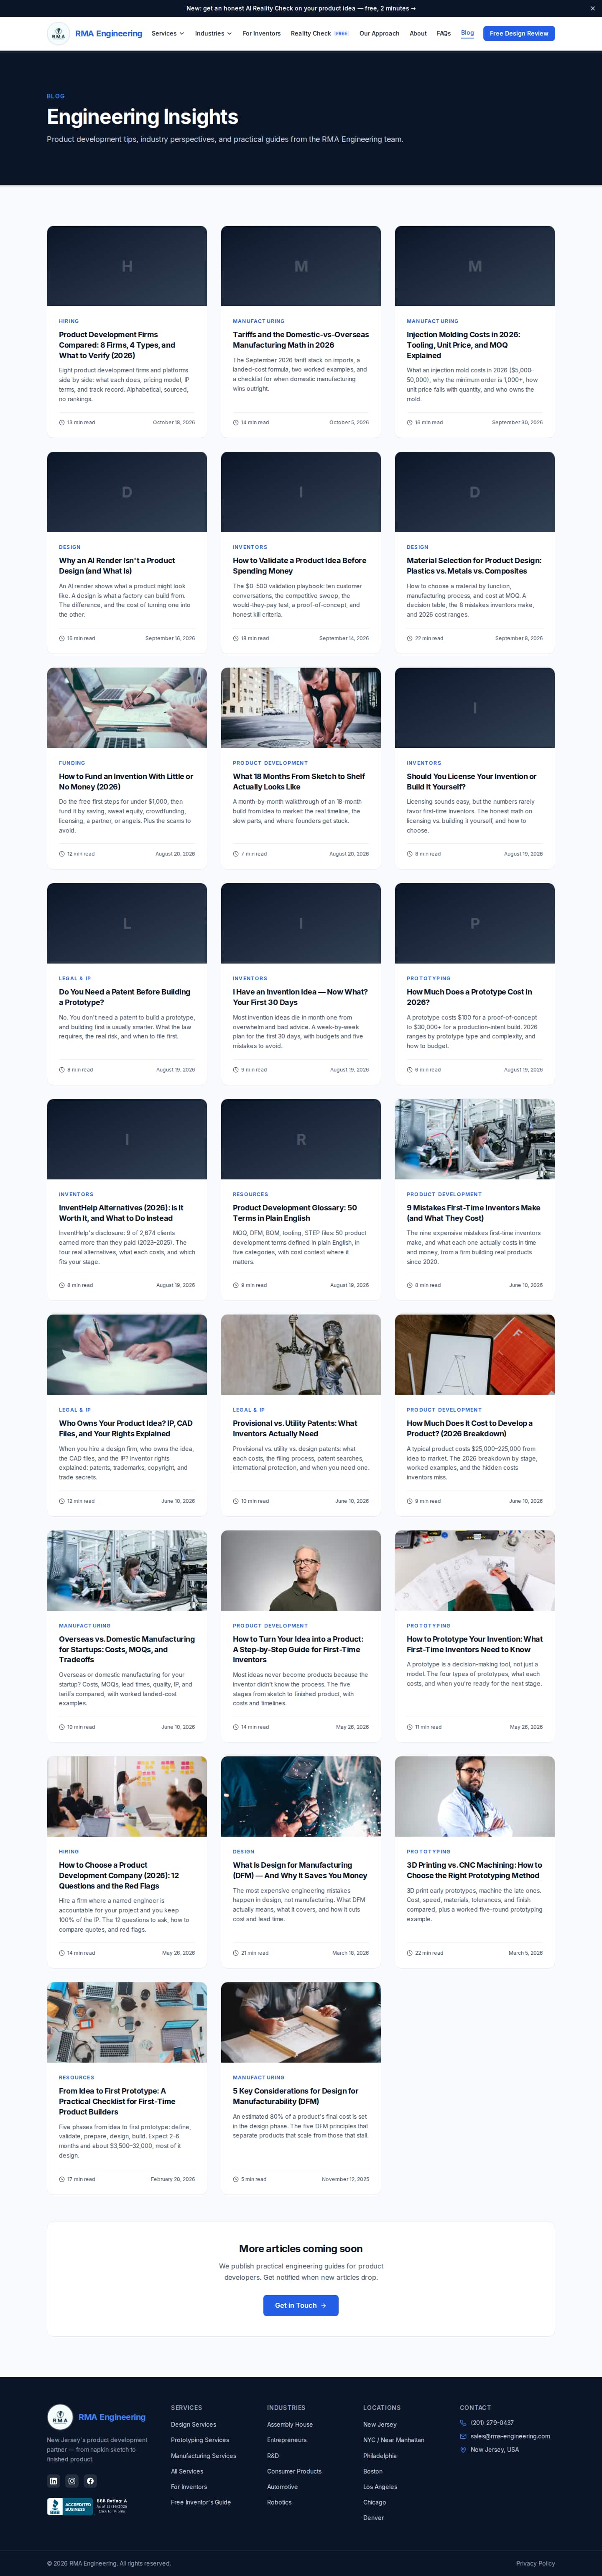 New: get an honest AI Reality Check on your product idea — free, 2 minutes →
×
RMA
RMA Engineering
Services
Industries
For Inventors
Reality Check FREE
Our Approach
About
FAQs
Blog
Free Design Review
BLOG
Engineering Insights
Product development tips, industry perspectives, and practical guides from the RMA Engineering team.
H
HIRING
Product Development Firms
Compared: 8 Firms, 4 Types, and
What to Verify (2026)
Eight product development firms and platforms
side by side: what each does, pricing model, IP
terms, and track record. Alphabetical, sourced,
no rankings.
13 min read
October 18, 2026
M
MANUFACTURING
Tariffs and the Domestic-vs-Overseas
Manufacturing Math in 2026
The September 2026 tariff stack on imports, a
landed-cost formula, two worked examples, and
a checklist for when domestic manufacturing
wins outright.
14 min read
October 5, 2026
M
MANUFACTURING
Injection Molding Costs in 2026:
Tooling, Unit Price, and MOQ
Explained
What an injection mold costs in 2026 ($5,000–
50,000), why the minimum order is 1,000+, how
unit price falls with quantity, and who owns the
mold.
16 min read
September 30, 2026
D
DESIGN
Why an AI Render Isn't a Product
Design (and What Is)
An AI render shows what a product might look
like. A design is what a factory can build from.
The difference, and the cost of turning one into
the other.
16 min read
September 16, 2026
I
INVENTORS
How to Validate a Product Idea Before
Spending Money
The $0–500 validation playbook: ten customer
conversations, the competitive sweep, the
would-they-pay test, a proof-of-concept, and
honest kill criteria.
18 min read
September 14, 2026
D
DESIGN
Material Selection for Product Design:
Plastics vs. Metals vs. Composites
How to choose a material by function,
manufacturing process, and cost at MOQ. A
decision table, the 8 mistakes inventors make,
and 2026 cost ranges.
22 min read
September 8, 2026
FUNDING
How to Fund an Invention With Little or
No Money (2026)
Do the free first steps for under $1,000, then
fund it by saving, sweat equity, crowdfunding,
licensing, a partner, or angels. Plus the scams to
avoid.
12 min read
August 20, 2026
PRODUCT DEVELOPMENT
What 18 Months From Sketch to Shelf
Actually Looks Like
A month-by-month walkthrough of an 18-month
build from idea to market: the real timeline, the
slow parts, and where founders get stuck.
7 min read
August 20, 2026
I
INVENTORS
Should You License Your Invention or
Build It Yourself?
Licensing sounds easy, but the numbers rarely
favor first-time inventors. The honest math on
licensing vs. building it yourself, and how to
choose.
8 min read
August 19, 2026
L
LEGAL & IP
Do You Need a Patent Before Building
a Prototype?
No. You don't need a patent to build a prototype,
and building first is usually smarter. What the law
requires, the real risk, and when to file first.
8 min read
August 19, 2026
I
INVENTORS
I Have an Invention Idea — Now What?
Your First 30 Days
Most invention ideas die in month one from
overwhelm and bad advice. A week-by-week
plan for the first 30 days, with budgets and five
mistakes to avoid.
9 min read
August 19, 2026
P
PROTOTYPING
How Much Does a Prototype Cost in
2026?
A prototype costs $100 for a proof-of-concept
to $30,000+ for a production-intent build. 2026
ranges by prototype type and complexity, and
how to budget.
6 min read
August 19, 2026
I
INVENTORS
InventHelp Alternatives (2026): Is It
Worth It, and What to Do Instead
InventHelp's disclosure: 9 of 2,674 clients
earned more than they paid (2023–2025). The
four real alternatives, what each costs, and which
fits your stage.
8 min read
August 19, 2026
R
RESOURCES
Product Development Glossary: 50
Terms in Plain English
MOQ, DFM, BOM, tooling, STEP files: 50 product
development terms defined in plain English, in
five categories, with cost context where it
matters.
9 min read
August 19, 2026
PRODUCT DEVELOPMENT
9 Mistakes First-Time Inventors Make
(and What They Cost)
The nine expensive mistakes first-time inventors
make, and what each one actually costs in time
and money, from a firm building real products
since 2020.
8 min read
June 10, 2026
LEGAL & IP
Who Owns Your Product Idea? IP, CAD
Files, and Your Rights Explained
When you hire a design firm, who owns the idea,
the CAD files, and the IP? Inventor rights
explained: patents, trademarks, copyright, and
trade secrets.
12 min read
June 10, 2026
LEGAL & IP
Provisional vs. Utility Patents: What
Inventors Actually Need
Provisional vs. utility vs. design patents: what
each costs, the filing process, patent searches,
international protection, and when you need one.
10 min read
June 10, 2026
PRODUCT DEVELOPMENT
How Much Does It Cost to Develop a
Product? (2026 Breakdown)
A typical product costs $25,000–225,000 from
idea to market. The 2026 breakdown by stage,
worked examples, and the hidden costs
inventors miss.
9 min read
June 10, 2026
MANUFACTURING
Overseas vs. Domestic Manufacturing
for Startups: Costs, MOQs, and
Tradeoffs
Overseas or domestic manufacturing for your
startup? Costs, MOQs, lead times, quality, IP, and
tariffs compared, with worked landed-cost
examples.
10 min read
June 10, 2026
PRODUCT DEVELOPMENT
How to Turn Your Idea into a Product:
A Step-by-Step Guide for First-Time
Inventors
Most ideas never become products because the
inventor didn't know the process. The five
stages from sketch to finished product, with
costs and timelines.
14 min read
May 26, 2026
PROTOTYPING
How to Prototype Your Invention: What
First-Time Inventors Need to Know
A prototype is a decision-making tool, not just a
model. The four types of prototypes, what each
costs, and when you're ready for the next stage.
11 min read
May 26, 2026
HIRING
How to Choose a Product
Development Company (2026): 12
Questions and the Red Flags
Hire a firm where a named engineer is
accountable for your project and you keep
100% of the IP. The 12 questions to ask, how to
compare quotes, and red flags.
14 min read
May 26, 2026
DESIGN
What Is Design for Manufacturing
(DFM) — And Why It Saves You Money
The most expensive engineering mistakes
happen in design, not manufacturing. What DFM
actually means, what it covers, and how it cuts
cost and lead time.
21 min read
March 18, 2026
PROTOTYPING
3D Printing vs. CNC Machining: How to
Choose the Right Prototyping Method
3D print early prototypes, machine the late ones.
Cost, speed, materials, tolerances, and finish
compared, plus a worked five-round prototyping
example.
22 min read
March 5, 2026
RESOURCES
From Idea to First Prototype: A
Practical Checklist for First-Time
Product Builders
Five phases from idea to first prototype: define,
validate, prepare, design, build. Expect 2–6
months and about $3,500–32,000, most of it
design.
17 min read
February 20, 2026
MANUFACTURING
5 Key Considerations for Design for
Manufacturability (DFM)
An estimated 80% of a product's final cost is set
in the design phase. The five DFM principles that
separate products that scale from those that stall.
5 min read
November 12, 2025
More articles coming soon
We publish practical engineering guides for product
developers. Get notified when new articles drop.
Get in Touch →
RMA
RMA Engineering
New Jersey's product development
partner — from napkin sketch to
finished product.
BBB
ACCREDITED
BUSINESS
BBB Rating: A
Click for Profile
SERVICES
Design Services
Prototyping Services
Manufacturing Services
All Services
For Inventors
Free Inventor's Guide
INDUSTRIES
Assembly House
Entrepreneurs
R&D
Consumer Products
Automotive
Robotics
LOCATIONS
New Jersey
NYC / Near Manhattan
Philadelphia
Boston
Los Angeles
Chicago
Denver
CONTACT
(201) 279-0437
sales@rma-engineering.com
New Jersey, USA
© 2026 RMA Engineering. All rights reserved.
Privacy Policy